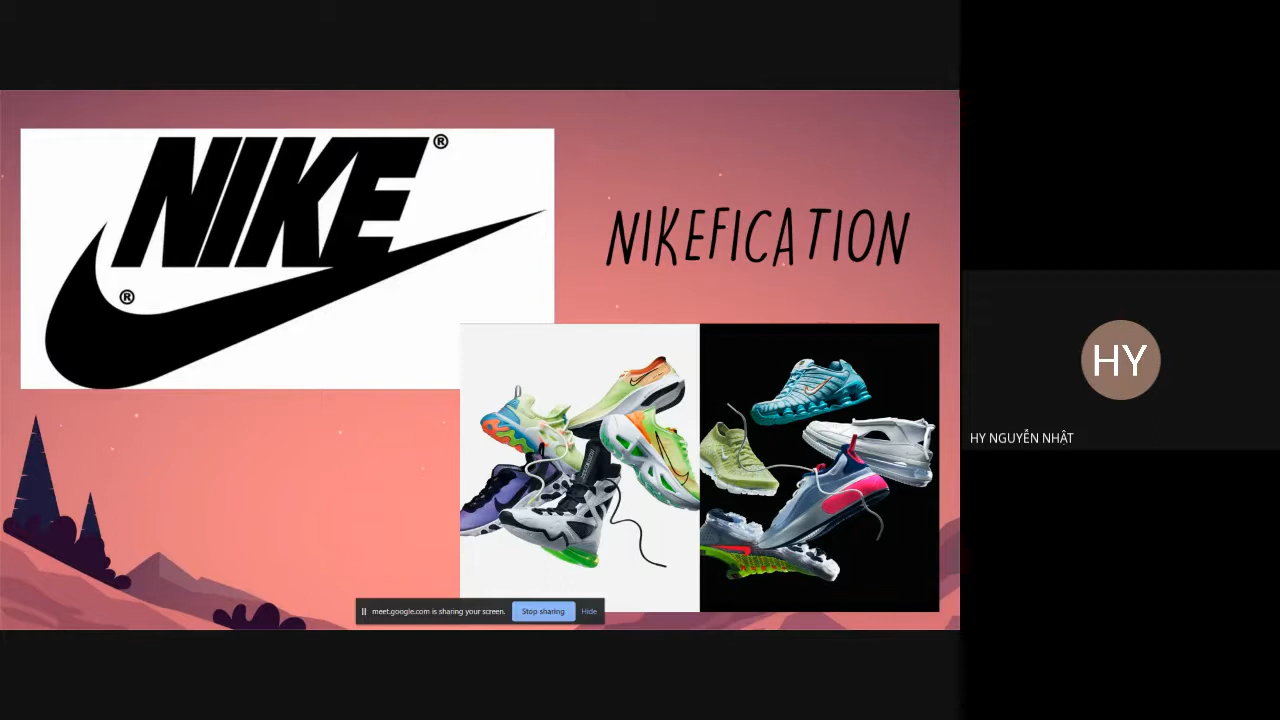 NIKE®
®
NIKEFICATION
meet.google.com is sharing your screen. Stop sharing Hide
HY
HY NGUYỄN NHẬT